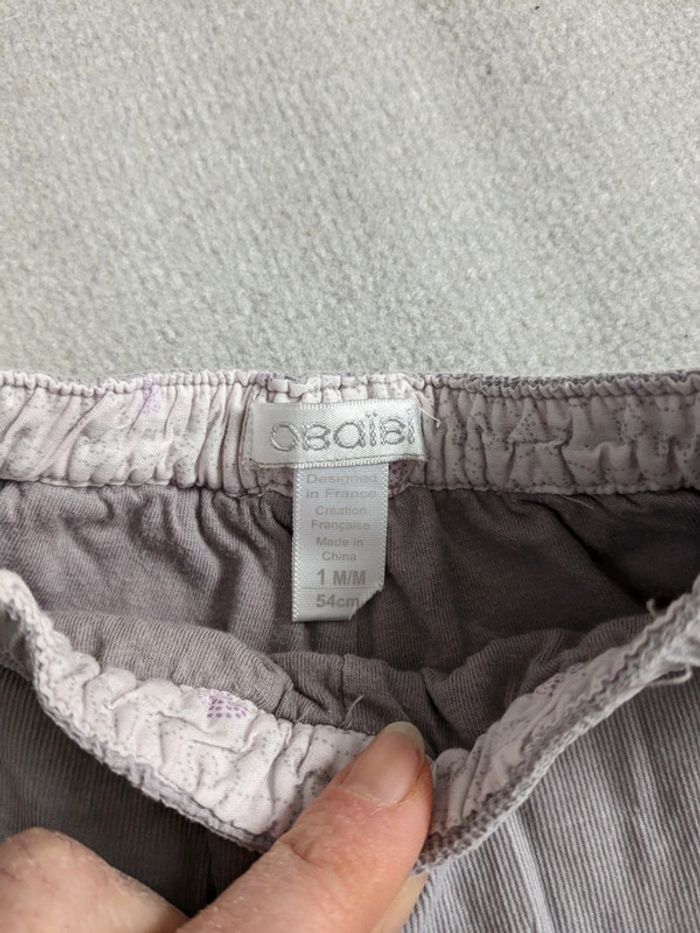 OBaïBi
Designed
in France
Création
Française
Made in
China
1 M/M
54cm